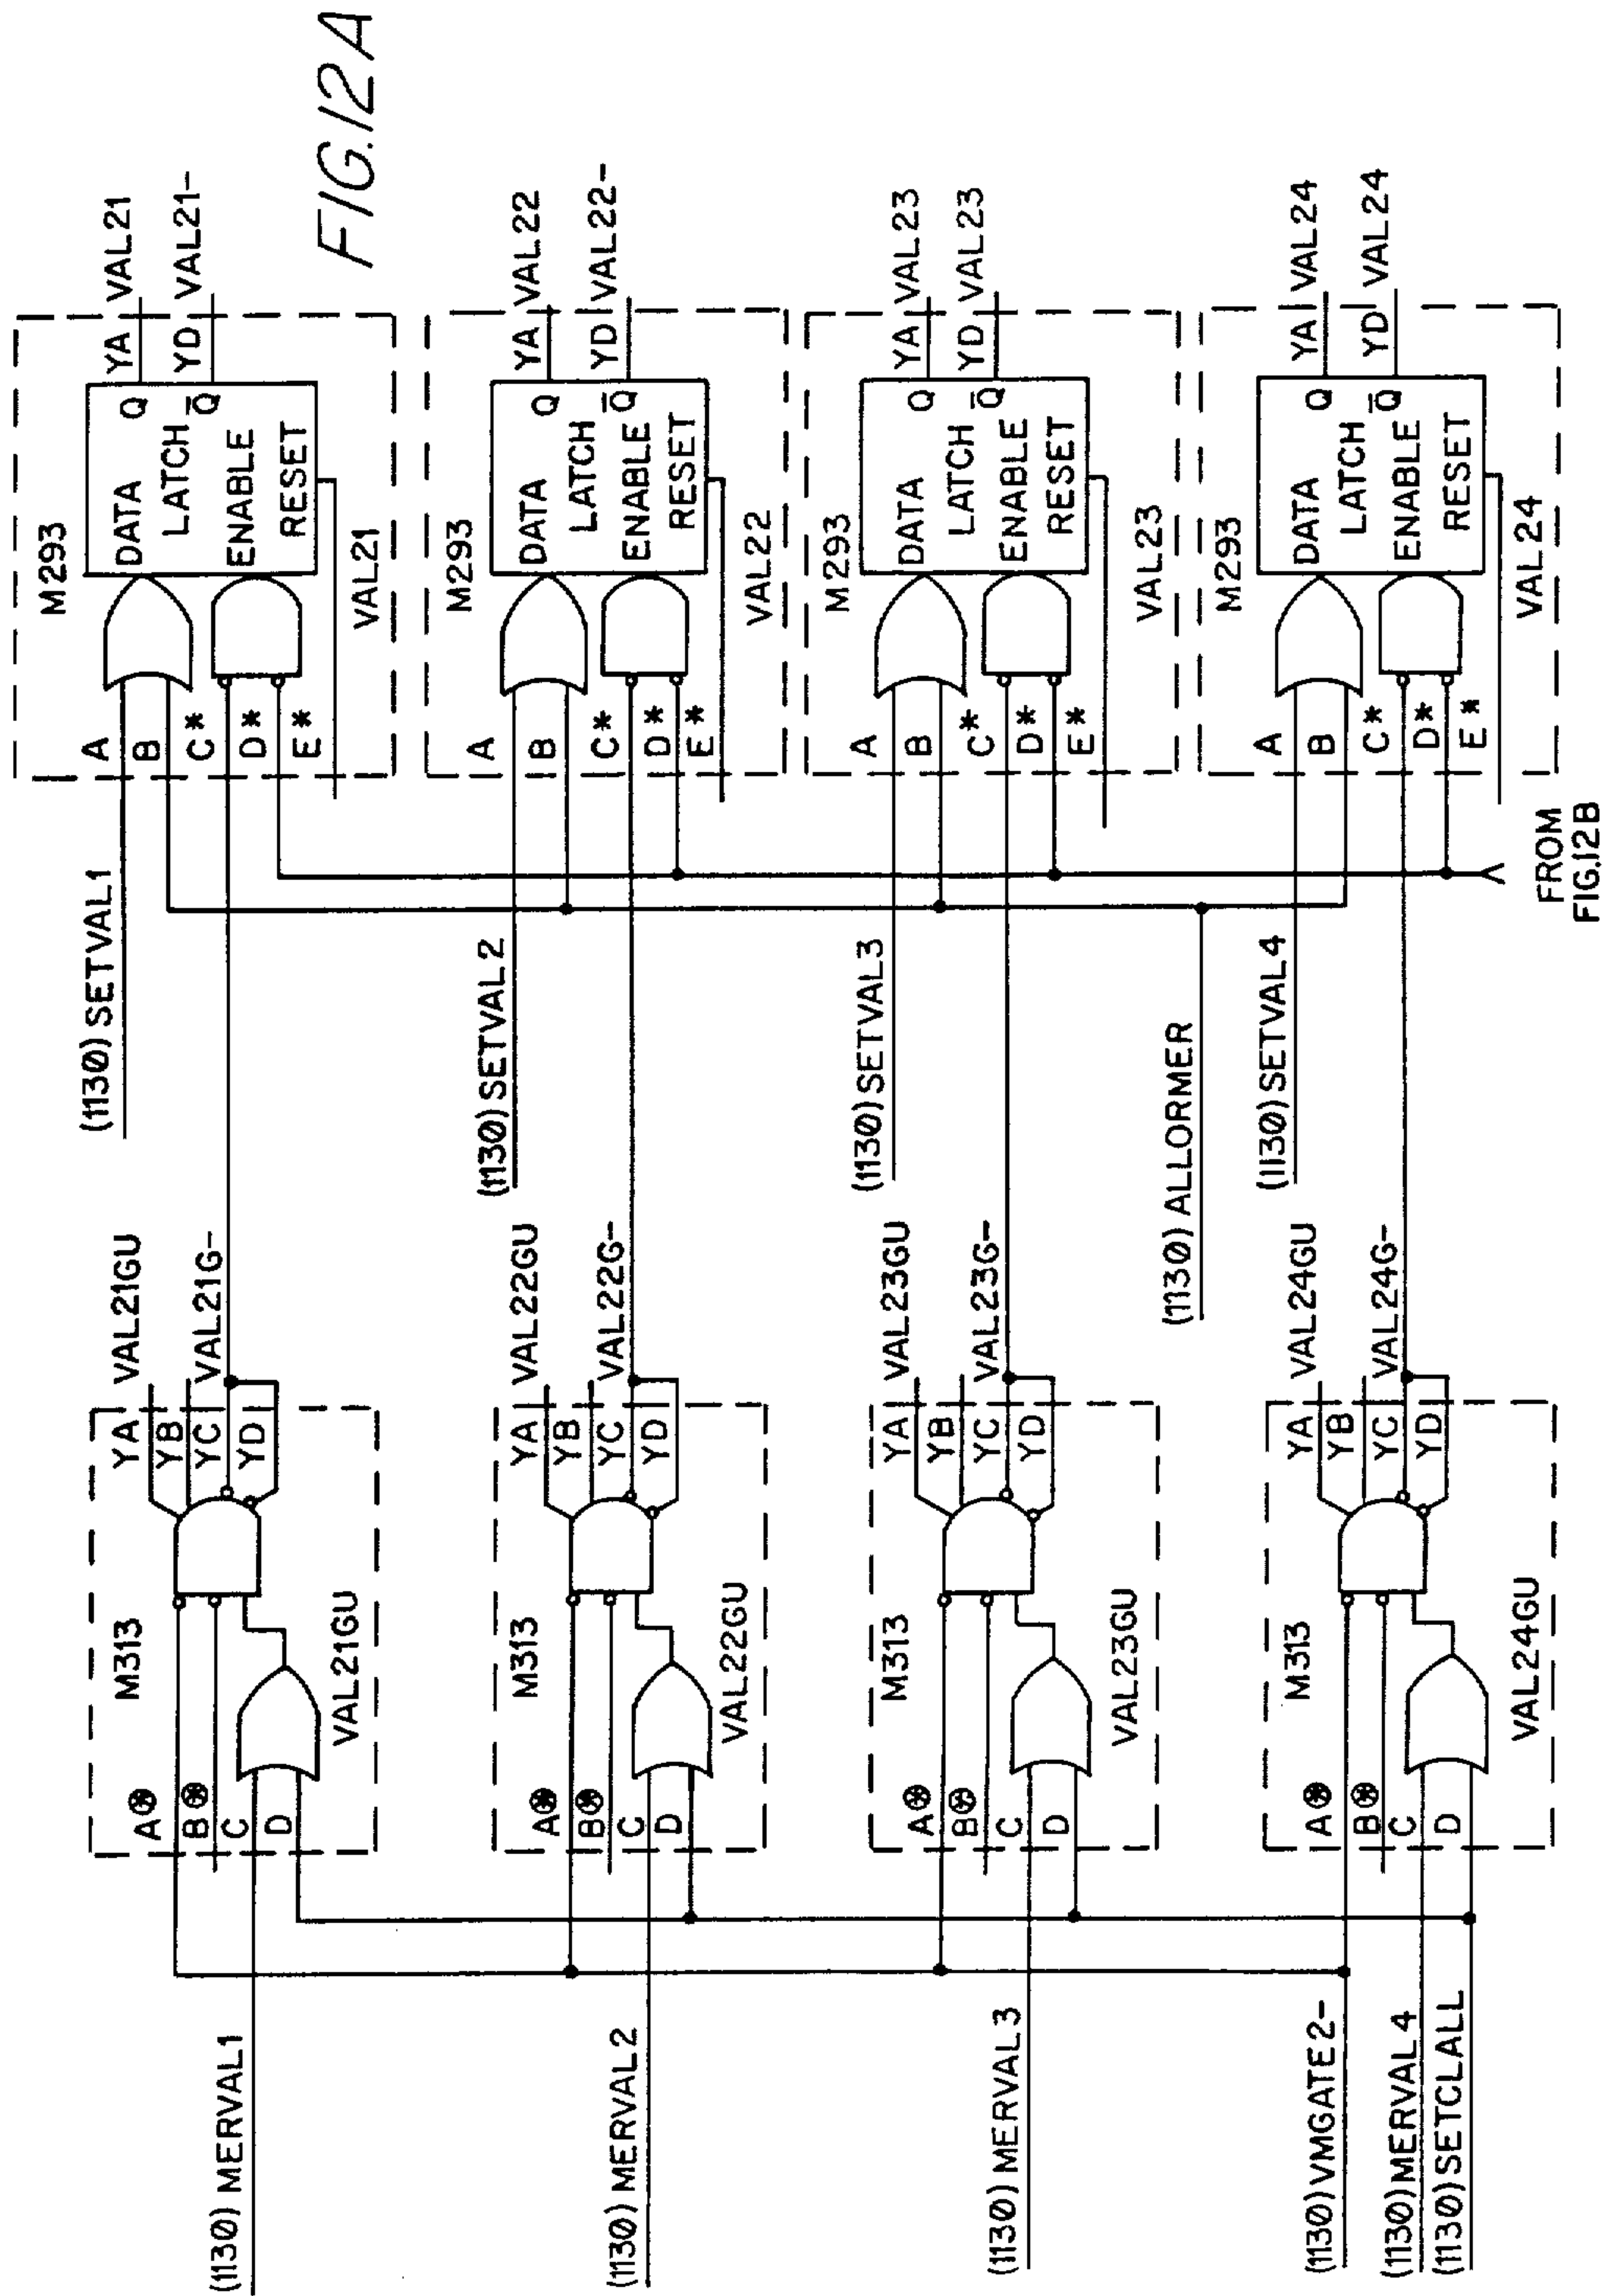 FIG.12A
(1130) MERVAL1
A⊛
B⊛
C
D
M313
VAL21GU
YA
YB
YC
YD
VAL21GU
VAL21G-
(1130) SETVAL1
A
B
C*
D*
E*
M293
DATA
LATCH
ENABLE
RESET
Q
Q̅
VAL21
YA
YD
VAL21
VAL21-
(1130) MERVAL2
A⊛
B⊛
C
D
M313
VAL22GU
YA
YB
YC
YD
VAL22GU
VAL22G-
(1130) SETVAL2
A
B
C*
D*
E*
M293
DATA
LATCH
ENABLE
RESET
Q
Q̅
VAL22
YA
YD
VAL22
VAL22-
(1130) MERVAL3
A⊛
B⊛
C
D
M313
VAL23GU
YA
YB
YC
YD
VAL23GU
VAL23G-
(1130) SETVAL3
A
B
C*
D*
E*
M293
DATA
LATCH
ENABLE
RESET
Q
Q̅
VAL23
YA
YD
VAL23
VAL23
(1130) ALLORMER
(1130) VMGATE2-
(1130) MERVAL4
(1130) SETCLALL
A⊛
B⊛
C
D
M313
VAL24GU
YA
YB
YC
YD
VAL24GU
VAL24G-
(1130) SETVAL4
A
B
C*
D*
E*
M293
DATA
LATCH
ENABLE
RESET
Q
Q̅
VAL24
YA
YD
VAL24
VAL24
FROM
FIG.12B